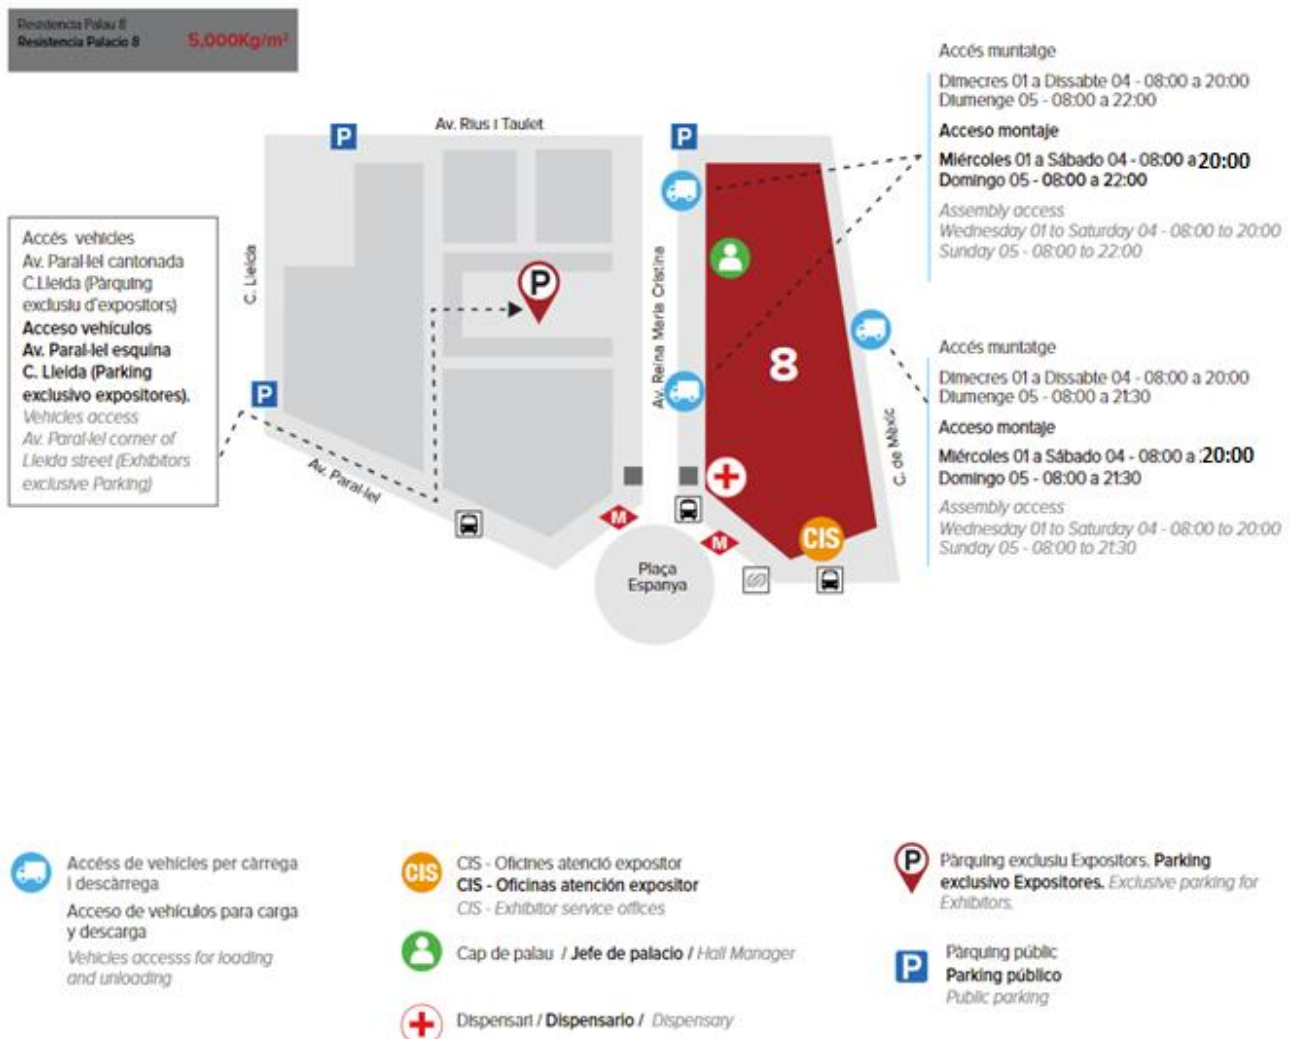 Resistencia Palau 8
Resistencia Palacio 8 5,000Kg/m²
Accés muntatge
Dimecres 01 a Dissabte 04 - 08:00 a 20:00
Diumenge 05 - 08:00 a 22:00
Acceso montaje
Miércoles 01 a Sábado 04 - 08:00 a 20:00
Domingo 05 - 08:00 a 22:00
Assembly access
Wednesday 01 to Saturday 04 - 08:00 to 20:00
Sunday 05 - 08:00 to 22:00
P
Av. Rius i Taulet
P
Accés vehicles
Av. Paral·lel cantonada
C.Lleida (Pàrquing
exclusiu d'expositors)
Acceso vehículos
Av. Paral·lel esquina
C. Lleida (Parking
exclusivo expositores).
Vehicles access
Av. Paral·lel corner of
Lleida street (Exhibitors
exclusive Parking)
C. Lleida
P
Av. Reina Maria Cristina
8
P
Av. Paral·lel
C. de Mèxic
Accés muntatge
Dimecres 01 a Dissabte 04 - 08:00 a 20:00
Diumenge 05 - 08:00 a 21:30
Acceso montaje
Miércoles 01 a Sábado 04 - 08:00 a :20:00
Domingo 05 - 08:00 a 21:30
Assembly access
Wednesday 01 to Saturday 04 - 08:00 to 20:00
Sunday 05 - 08:00 to 21:30
M
M
CIS
Plaça
Espanya
Accéss de vehicles per càrrega
i descàrrega
Acceso de vehículos para carga
y descarga
Vehicles accesss for loading
and unloading
CIS
CIS - Oficines atenció expositor
CIS - Oficinas atención expositor
CIS - Exhibitor service offices
Cap de palau / Jefe de palacio / Hall Manager
Dispensari / Dispensario / Dispensary
P
Pàrquing exclusiu Expositors. Parking
exclusivo Expositores. Exclusive parking for
Exhibitors.
P
Pàrquing públic
Parking público
Public parking